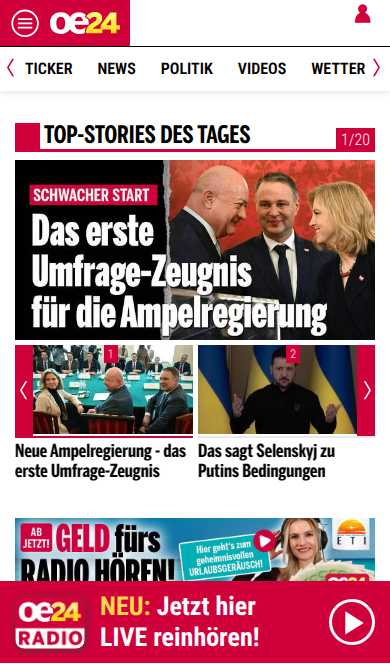 oe24
TICKER NEWS POLITIK VIDEOS WETTER
TOP-STORIES DES TAGES
1/20
SCHWACHER START
Das erste
Umfrage-Zeugnis
für die Ampelregierung
1
2
Neue Ampelregierung - das
erste Umfrage-Zeugnis
Das sagt Selenskyj zu
Putins Bedingungen
AB
JETZT!
GELD fürs
RADIO HÖREN!
Hier geht's zum
geheimnisvollen
URLAUBSGERÄUSCH!
ETI
oe24
oe24
RADIO
NEU: Jetzt hier
LIVE reinhören!